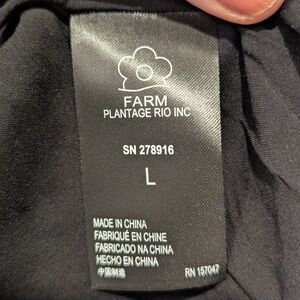 FARM
PLANTAGE RIO INC
SN 278916
L
MADE IN CHINA
FABRIQUÉ EN CHINE
FABRICADO NA CHINA
HECHO EN CHINA
中国制造
RN 157047